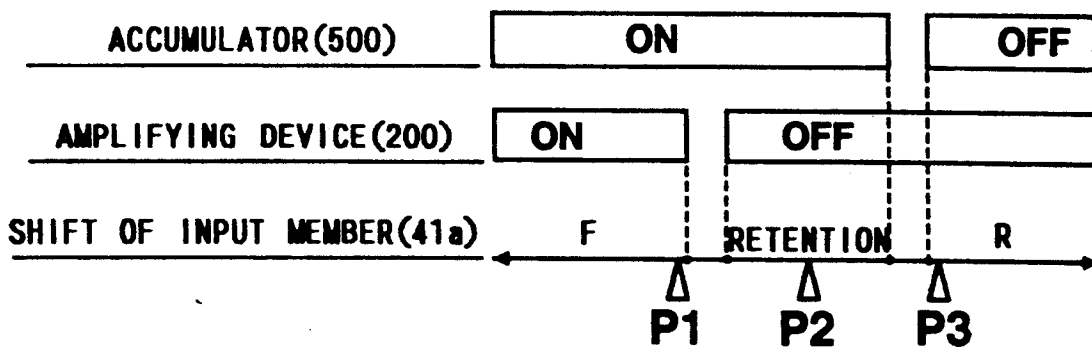 ACCUMULATOR(500) ON OFF
AMPLIFYING DEVICE(200) ON OFF
SHIFT OF INPUT MEMBER(41a) F RETENTION R
P1 P2 P3